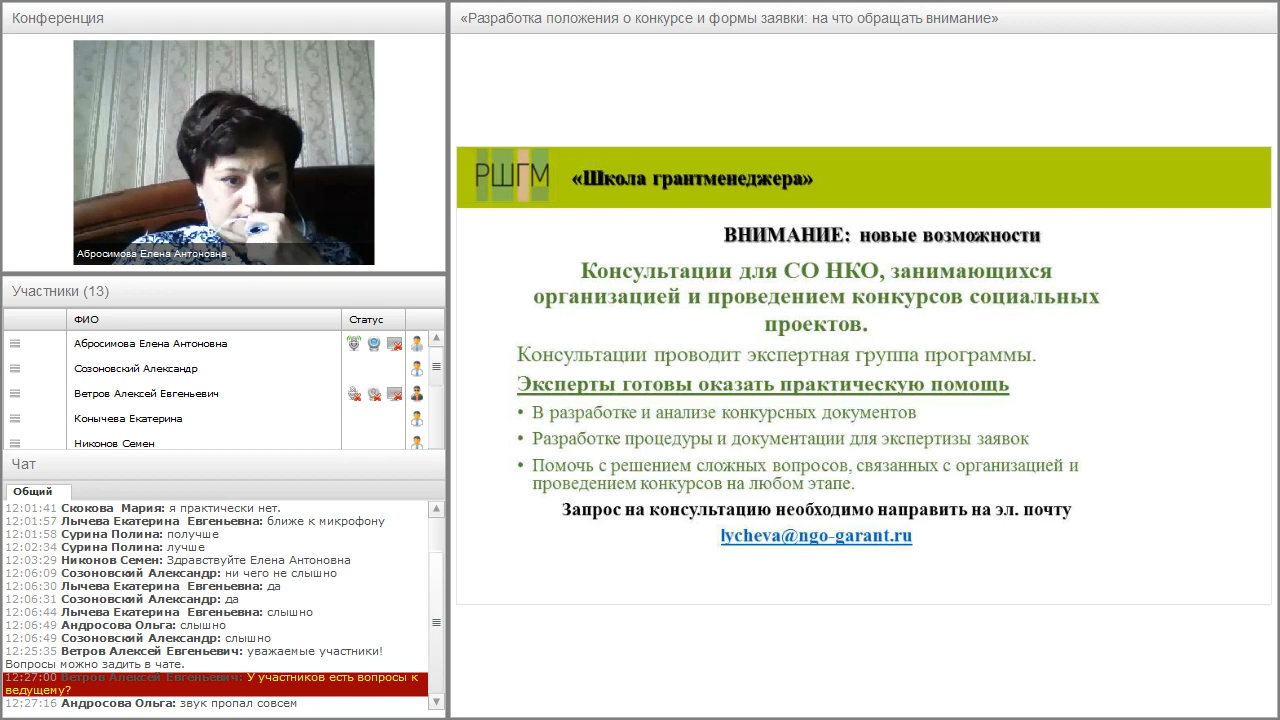 Конференция
Абросимова Елена Антоновна
Участники (13)
ФИО Статус
Абросимова Елена Антоновна
Созоновский Александр
Ветров Алексей Евгеньевич
Конычева Екатерина
Никонов Семен
Чат
Общий
12:01:41 Скокова Мария: я практически нет.
12:01:57 Лычева Екатерина Евгеньевна: ближе к микрофону
12:01:58 Сурина Полина: получше
12:02:34 Сурина Полина: лучше
12:03:29 Никонов Семен: Здравствуйте Елена Антоновна
12:06:09 Созоновский Александр: ни чего не слышно
12:06:30 Лычева Екатерина Евгеньевна: да
12:06:31 Созоновский Александр: да
12:06:44 Лычева Екатерина Евгеньевна: слышно
12:06:49 Андросова Ольга: слышно
12:06:49 Созоновский Александр: слышно
12:25:35 Ветров Алексей Евгеньевич: уважаемые участники!
Вопросы можно задить в чате.
12:27:00 Ветров Алексей Евгеньевич: У участников есть вопросы к
ведущему?
12:27:16 Андросова Ольга: звук пропал совсем
«Разработка положения о конкурсе и формы заявки: на что обращать внимание»
РШГМ «Школа грантменеджера»
ВНИМАНИЕ: новые возможности
Консультации для СО НКО, занимающихся
организацией и проведением конкурсов социальных
проектов.
Консультации проводит экспертная группа программы.
Эксперты готовы оказать практическую помощь
• В разработке и анализе конкурсных документов
• Разработке процедуры и документации для экспертизы заявок
• Помочь с решением сложных вопросов, связанных с организацией и
проведением конкурсов на любом этапе.
Запрос на консультацию необходимо направить на эл. почту
lycheva@ngo-garant.ru